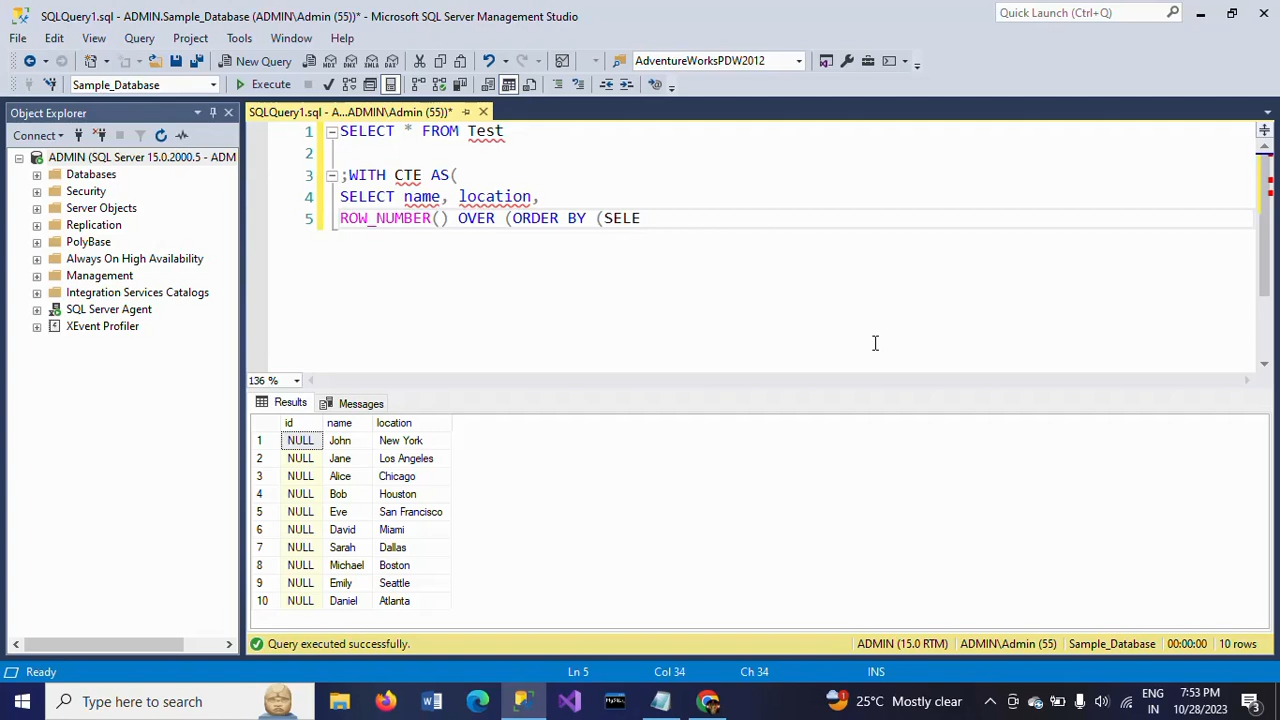 SQLQuery1.sql - ADMIN.Sample_Database (ADMIN\Admin (55))* - Microsoft SQL Server Management Studio
Quick Launch (Ctrl+Q)
File Edit View Query Project Tools Window Help
New Query
AdventureWorksPDW2012
Sample_Database
Execute
Object Explorer
SQLQuery1.sql - A...ADMIN\Admin (55))*
Connect
ADMIN (SQL Server 15.0.2000.5 - ADM
Databases
Security
Server Objects
Replication
PolyBase
Always On High Availability
Management
Integration Services Catalogs
SQL Server Agent
XEvent Profiler
1 SELECT * FROM Test
2
3 ;WITH CTE AS(
4 SELECT name, location,
5 ROW_NUMBER() OVER (ORDER BY (SELE
136 %
Results Messages
id name location
1 NULL John New York
2 NULL Jane Los Angeles
3 NULL Alice Chicago
4 NULL Bob Houston
5 NULL Eve San Francisco
6 NULL David Miami
7 NULL Sarah Dallas
8 NULL Michael Boston
9 NULL Emily Seattle
10 NULL Daniel Atlanta
Query executed successfully.
ADMIN (15.0 RTM) ADMIN\Admin (55) Sample_Database 00:00:00 10 rows
Ready
Ln 5 Col 34 Ch 34 INS
Type here to search
25°C Mostly clear
ENG
IN
7:53 PM
10/28/2023
3